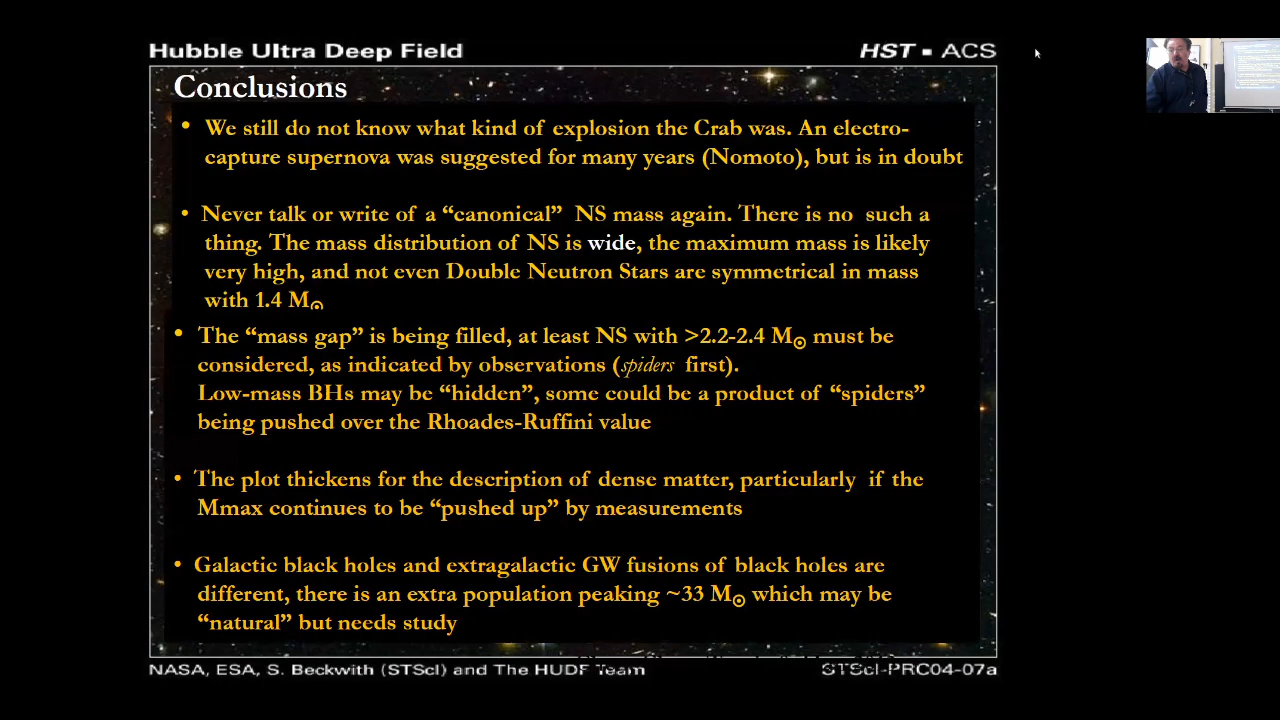 Hubble Ultra Deep Field
HST ▪ ACS
Conclusions
• We still do not know what kind of explosion the Crab was. An electro-
capture supernova was suggested for many years (Nomoto), but is in doubt
• Never talk or write of a “canonical” NS mass again. There is no such a
thing. The mass distribution of NS is wide, the maximum mass is likely
very high, and not even Double Neutron Stars are symmetrical in mass
with 1.4 M☉
• The “mass gap” is being filled, at least NS with >2.2-2.4 M☉ must be
considered, as indicated by observations (spiders first).
Low-mass BHs may be “hidden”, some could be a product of “spiders”
being pushed over the Rhoades-Ruffini value
• The plot thickens for the description of dense matter, particularly if the
Mmax continues to be “pushed up” by measurements
• Galactic black holes and extragalactic GW fusions of black holes are
different, there is an extra population peaking ~33 M☉ which may be
“natural” but needs study
NASA, ESA, S. Beckwith (STScI) and The HUDF Team
STScI-PRC04-07a